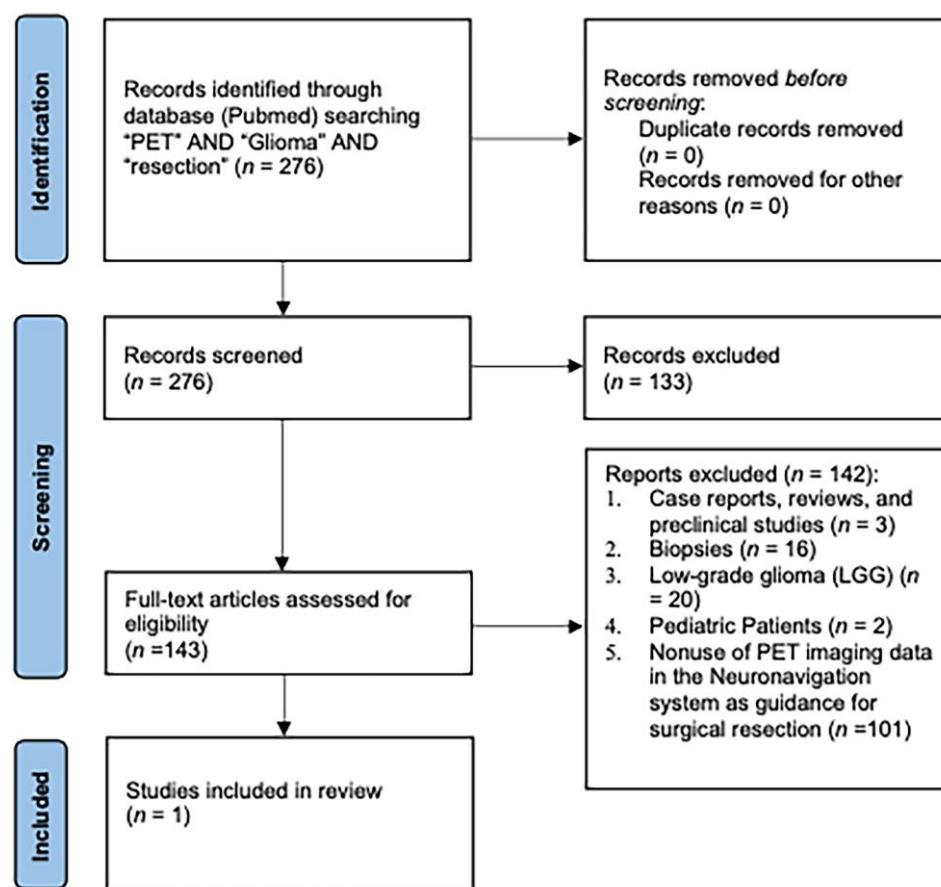 Identification
Records identified through
database (Pubmed) searching
"PET" AND "Glioma" AND
"resection" (n = 276)
Records removed before
screening:
Duplicate records removed
(n = 0)
Records removed for other
reasons (n = 0)
Screening
Records screened
(n = 276)
Records excluded
(n = 133)
Full-text articles assessed for
eligibility
(n =143)
Reports excluded (n = 142):
1. Case reports, reviews, and
preclinical studies (n = 3)
2. Biopsies (n = 16)
3. Low-grade glioma (LGG) (n
= 20)
4. Pediatric Patients (n = 2)
5. Nonuse of PET imaging data
in the Neuronavigation
system as guidance for
surgical resection (n =101)
Included
Studies included in review
(n = 1)